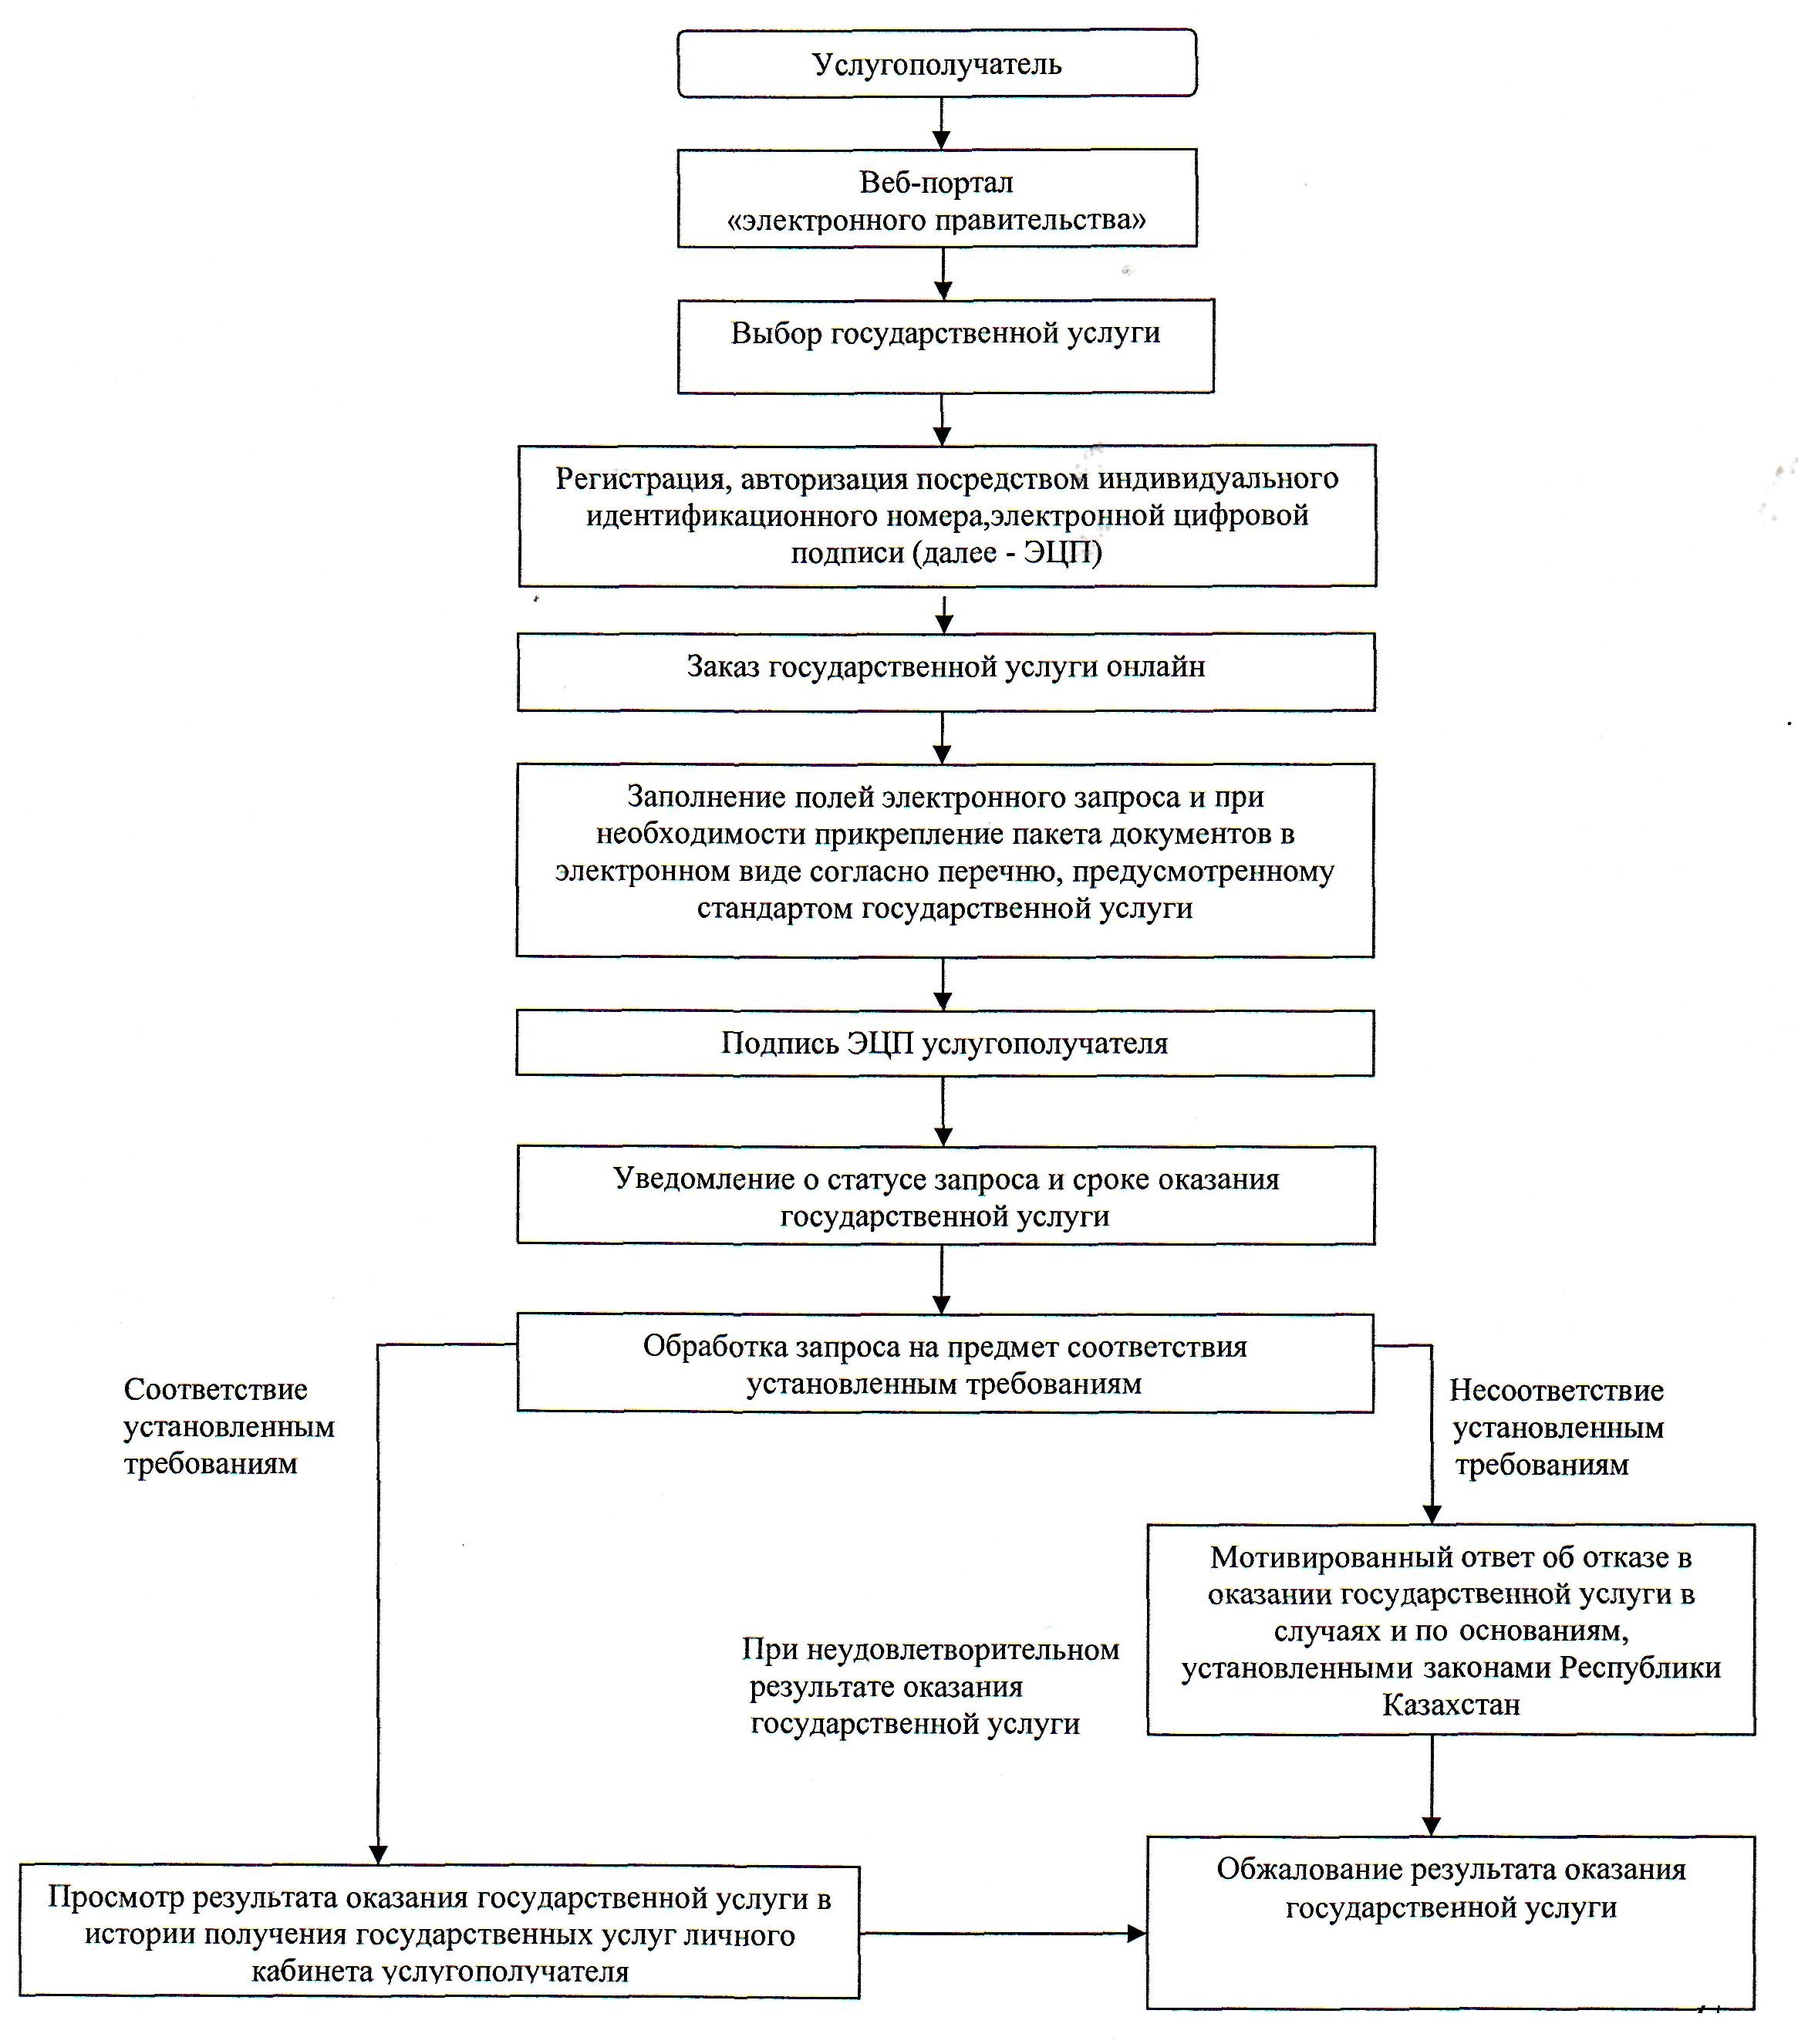 Услугополучатель
Веб-портал
«электронного правительства»
Выбор государственной услуги
Регистрация, авторизация посредством индивидуального
идентификационного номера,электронной цифровой
подписи (далее - ЭЦП)
Заказ государственной услуги онлайн
Заполнение полей электронного запроса и при
необходимости прикрепление пакета документов в
электронном виде согласно перечню, предусмотренному
стандартом государственной услуги
Подпись ЭЦП услугополучателя
Уведомление о статусе запроса и сроке оказания
государственной услуги
Обработка запроса на предмет соответствия
установленным требованиям
Соответствие
установленным
требованиям
Несоответствие
установленным
требованиям
Мотивированный ответ об отказе в
оказании государственной услуги в
случаях и по основаниям,
установленными законами Республики
Казахстан
При неудовлетворительном
результате оказания
государственной услуги
Просмотр результата оказания государственной услуги в
истории получения государственных услуг личного
кабинета услугополучателя
Обжалование результата оказания
государственной услуги